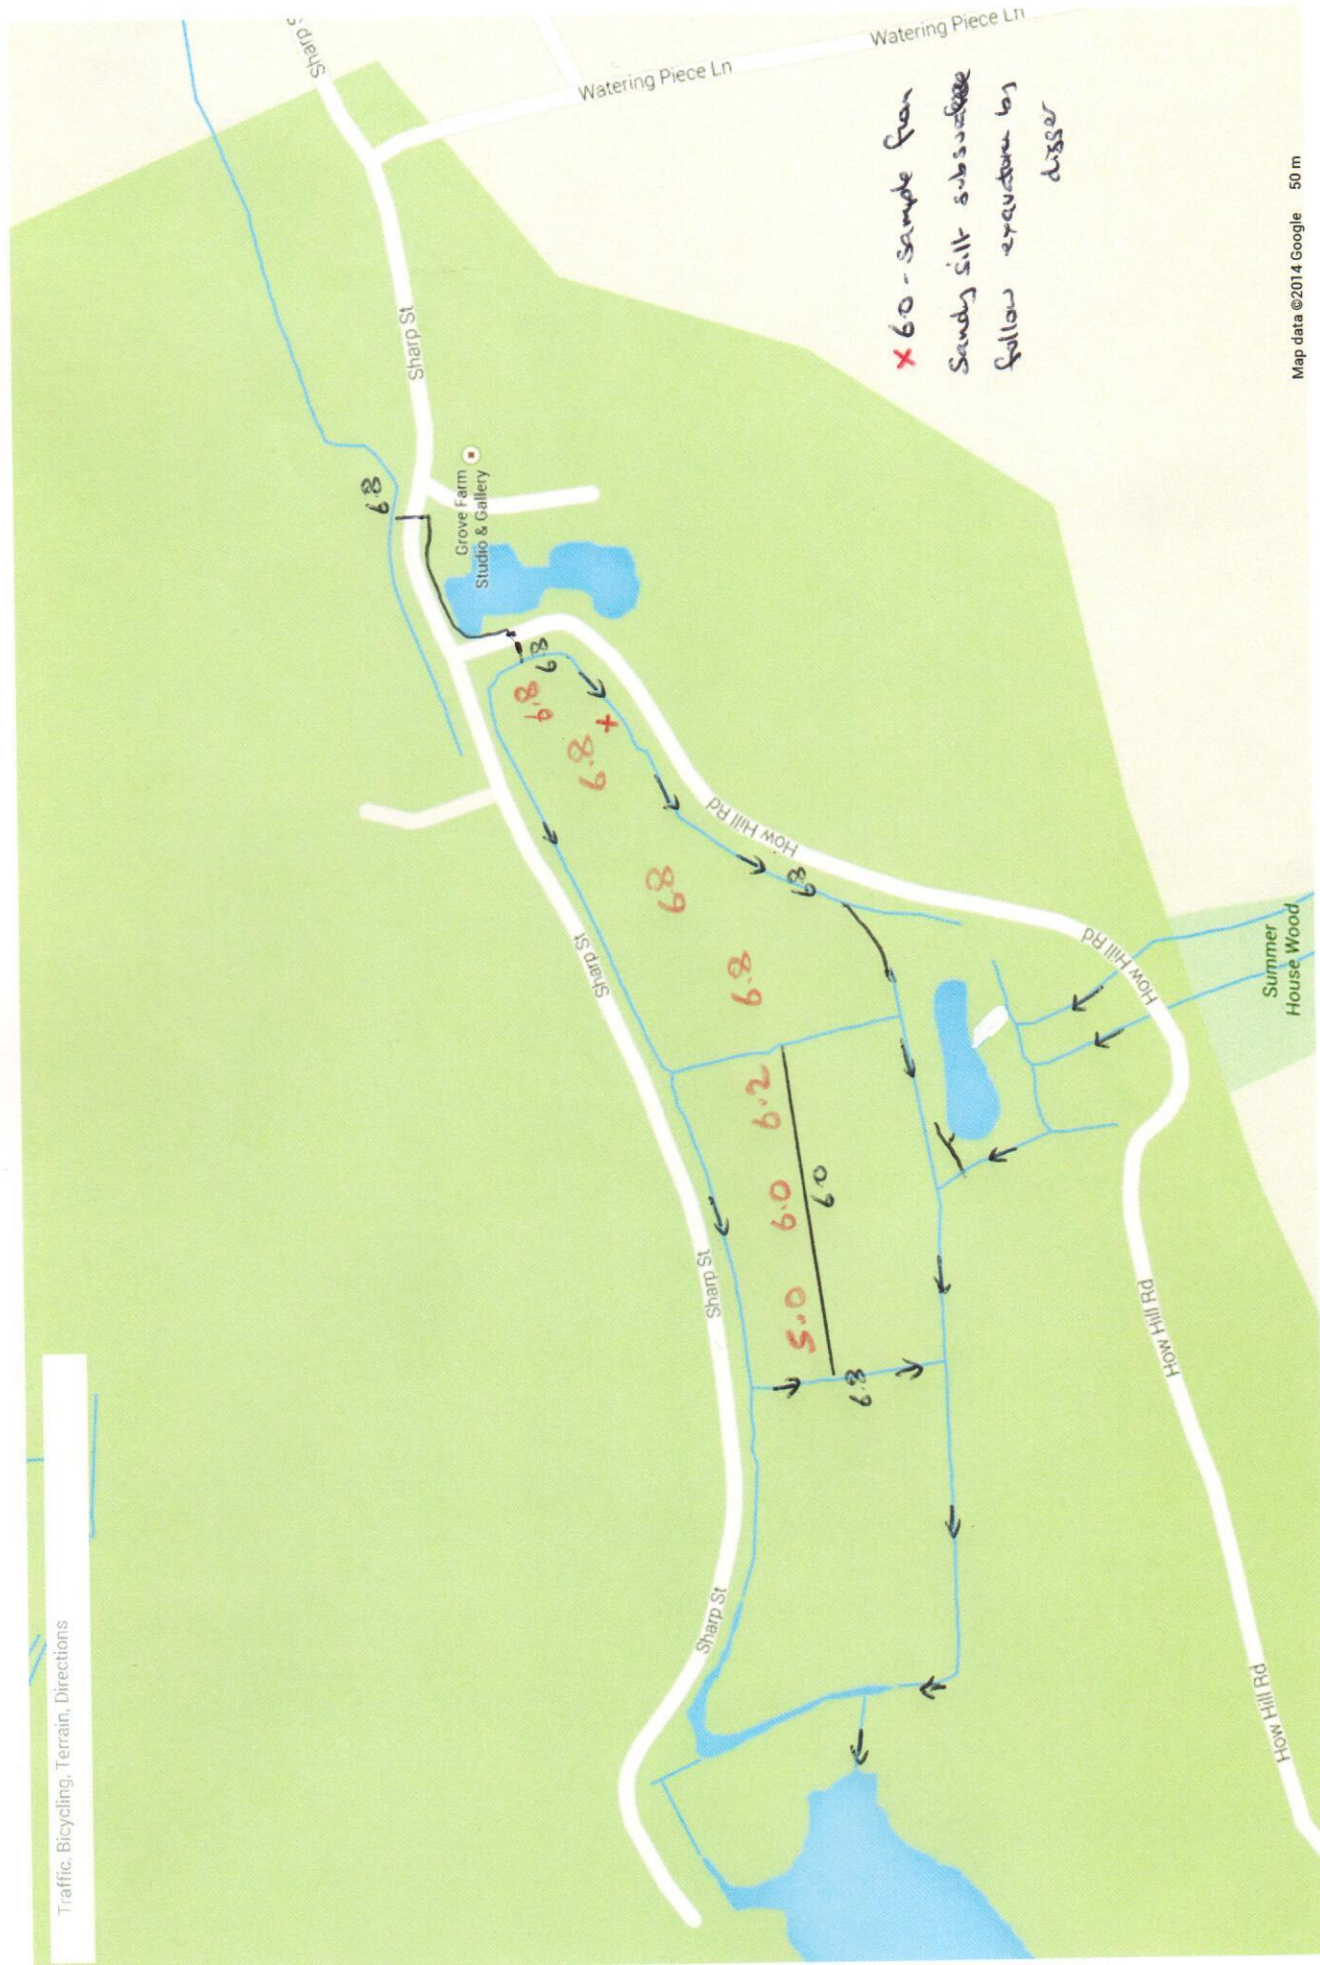 Traffic, Bicycling, Terrain, Directions
Sharp S
Watering Piece Ln
Watering Piece Ln
Sharp St
6.8
Grove Farm
Studio & Gallery
6.8
6.8
6.8
68
6.8
6.8
How Hill Rd
Sharp St
6.2
6.0
5.0
6.0
6.8
Sharp St
Sharp St
How Hill Rd
How Hill Rd
How Hill Rd
How Hill Rd
Summer
House Wood
x 6.0 - sample from
Sandy silt subsurface
follow excavation by
digger
Map data ©2014 Google 50 m